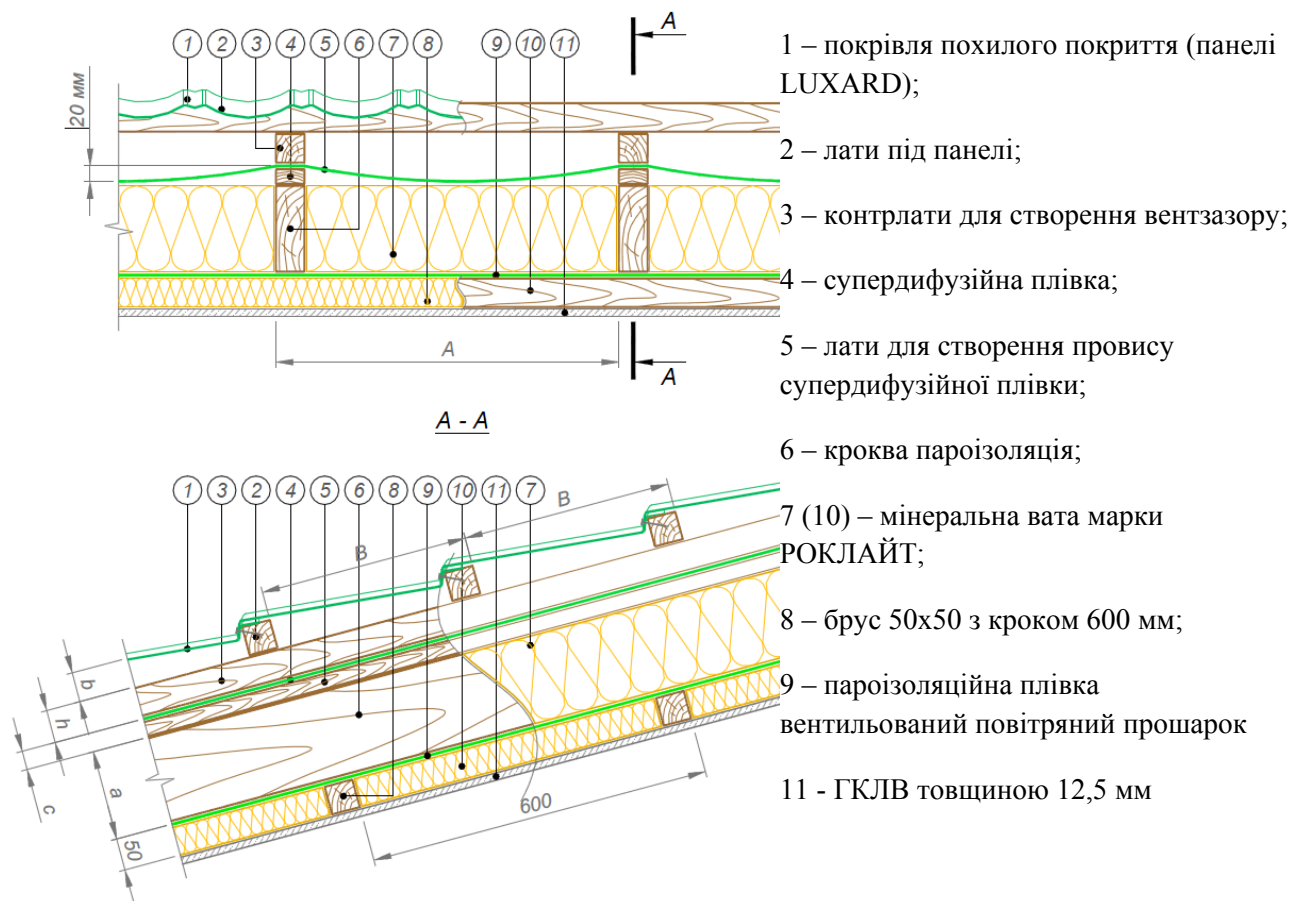 1 2 3 4 5 6 7 8 9 10 11
A
20 мм
A
A
A - A
1 3 2 4 5 6 8 9 10 11 7
B
B
b
h
c
a
50
600
1 – покрівля похилого покриття (панелі
LUXARD);
2 – лати під панелі;
3 – контрлати для створення вентзазору;
4 – супердифузійна плівка;
5 – лати для створення провису
супердифузійної плівки;
6 – кроква пароізоляція;
7 (10) – мінеральна вата марки
РОКЛАЙТ;
8 – брус 50х50 з кроком 600 мм;
9 – пароізоляційна плівка
вентильований повітряний прошарок
11 - ГКЛВ товщиною 12,5 мм